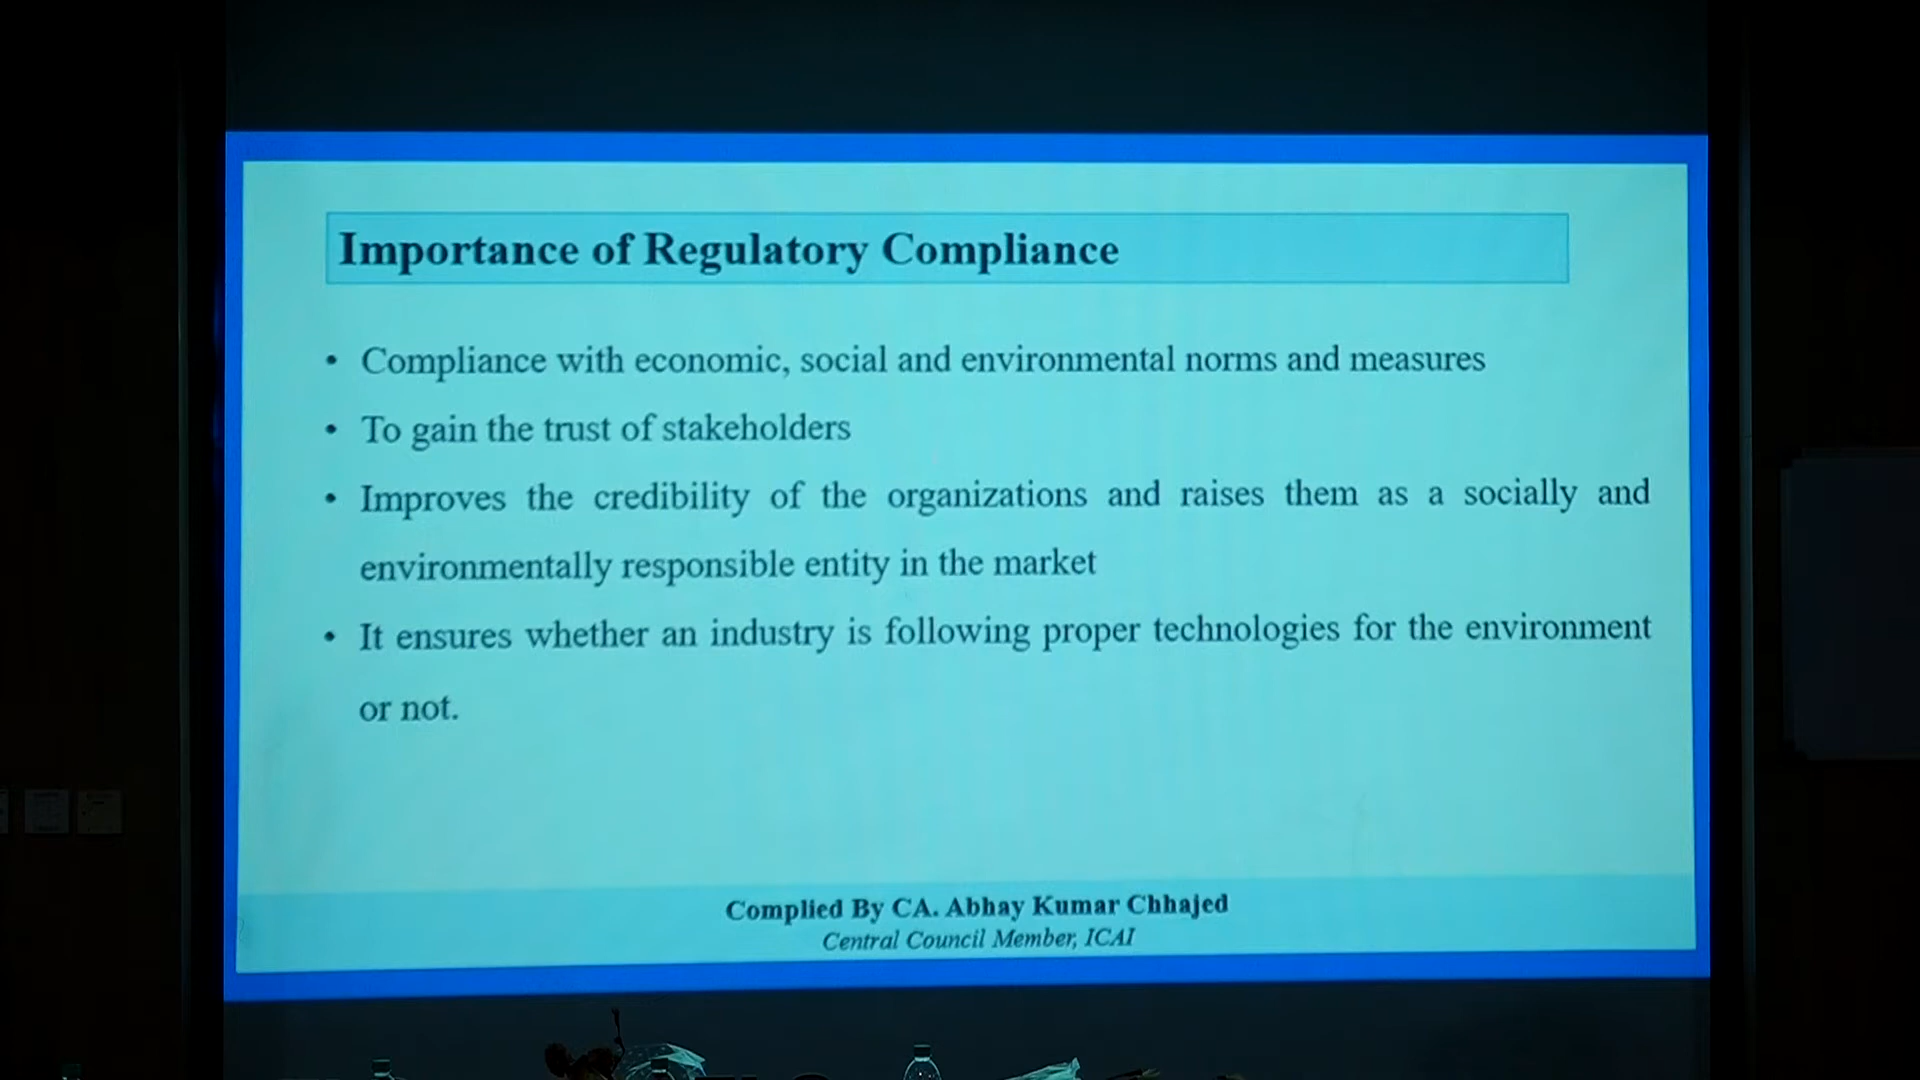 Importance of Regulatory Compliance
• Compliance with economic, social and environmental norms and measures
• To gain the trust of stakeholders
• Improves the credibility of the organizations and raises them as a socially and
environmentally responsible entity in the market
• It ensures whether an industry is following proper technologies for the environment
or not.
Complied By CA. Abhay Kumar Chhajed
Central Council Member, ICAI